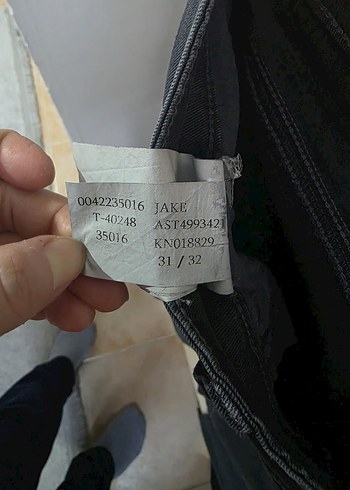 0042235016 JAKE
T-40248 AST4993421
35016 KN018829
31 / 32